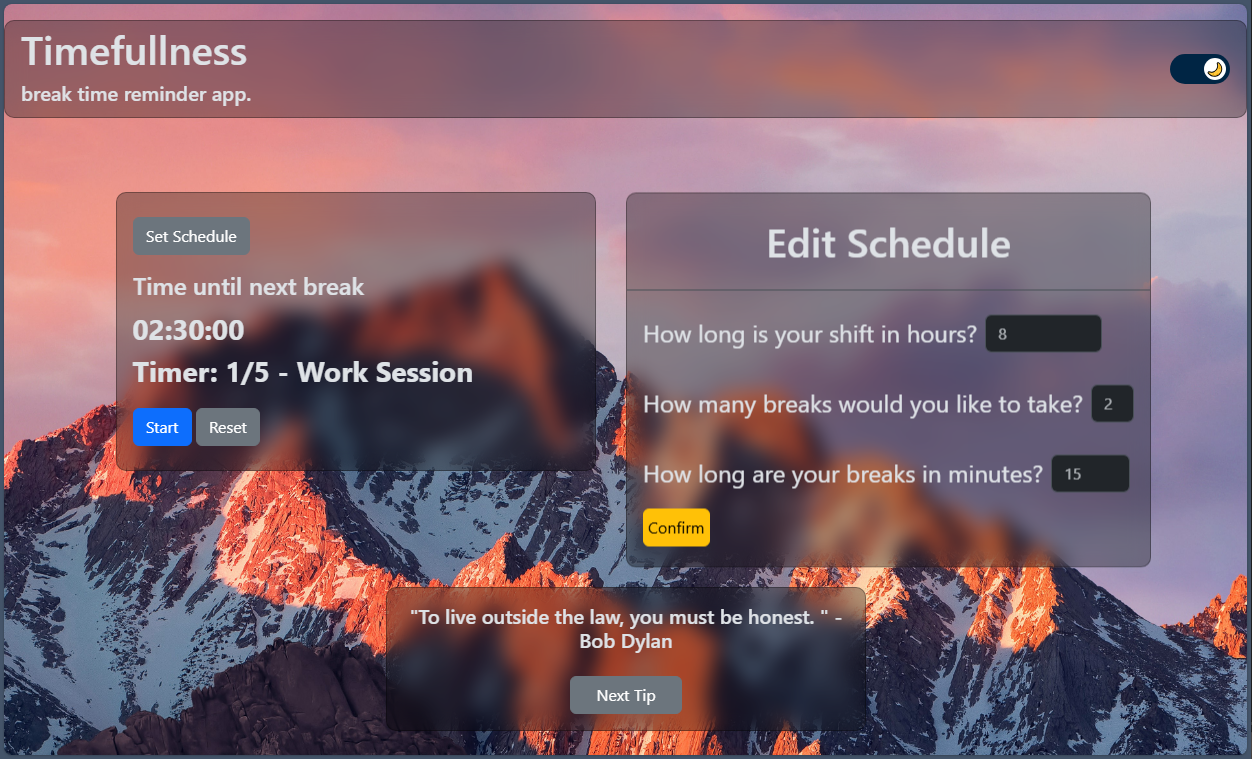 Timefullness
break time reminder app.
Set Schedule
Time until next break
02:30:00
Timer: 1/5 - Work Session
Start Reset
Edit Schedule
How long is your shift in hours? 8
How many breaks would you like to take? 2
How long are your breaks in minutes? 15
Confirm
"To live outside the law, you must be honest. " -
Bob Dylan
Next Tip